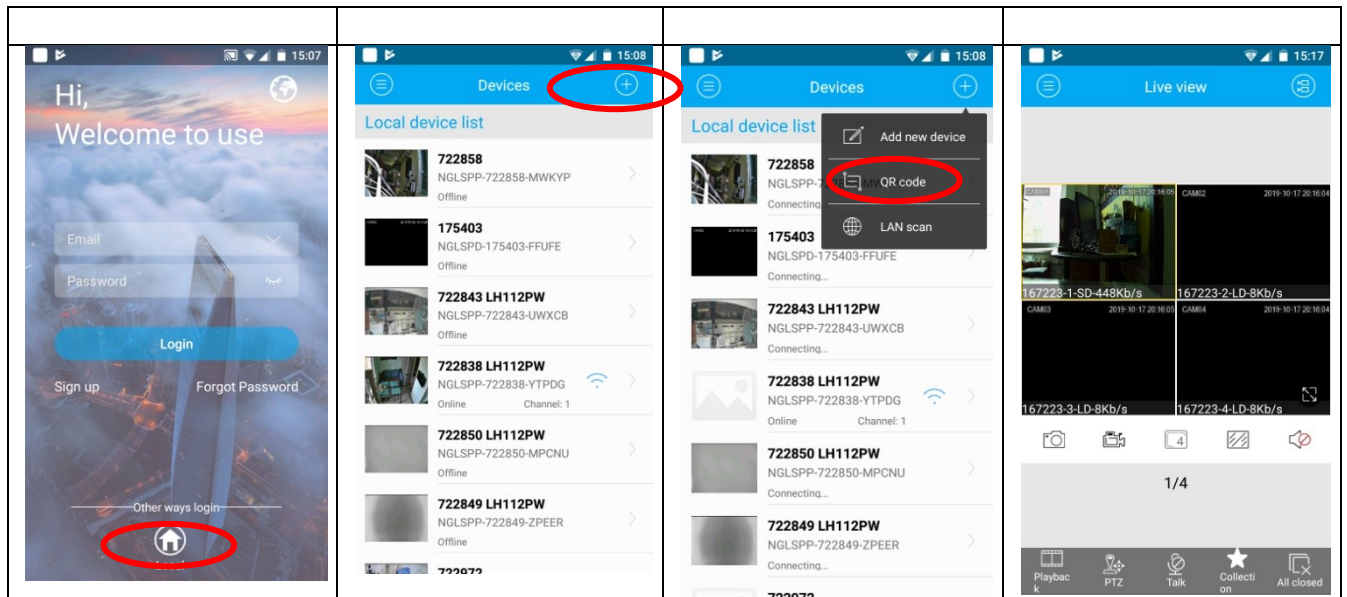 15:07
Hi,
Welcome to use
Email
Password
Login
Sign up Forgot Password
Other ways login
Local
15:08
Devices
Local device list
722858
NGLSPP-722858-MWKYP
Offline
175403
NGLSPD-175403-FFUFE
Offline
722843 LH112PW
NGLSPP-722843-UWXCB
Offline
722838 LH112PW
NGLSPP-722838-YTPDG
Online Channel: 1
722850 LH112PW
NGLSPP-722850-MPCNU
Offline
722849 LH112PW
NGLSPP-722849-ZPEER
Offline
722972
15:08
Devices
Local device list
Add new device
QR code
LAN scan
722858
Connecting...
175403
NGLSPD-175403-FFUFE
Connecting...
722843 LH112PW
NGLSPP-722843-UWXCB
Connecting...
722838 LH112PW
NGLSPP-722838-YTPDG
Online Channel: 1
722850 LH112PW
NGLSPP-722850-MPCNU
Connecting...
722849 LH112PW
NGLSPP-722849-ZPEER
Connecting...
722972
15:17
Live view
CAM01 2019-10-17 20:16:05
167223-1-SD-448Kb/s
CAM02 2019-10-17 20:16:04
167223-2-LD-8Kb/s
CAM03 2019-10-17 20:16:05
167223-3-LD-8Kb/s
CAM04 2019-10-17 20:16:04
167223-4-LD-8Kb/s
4
1/4
Playbac
k
PTZ
Talk
Collecti
on
All closed